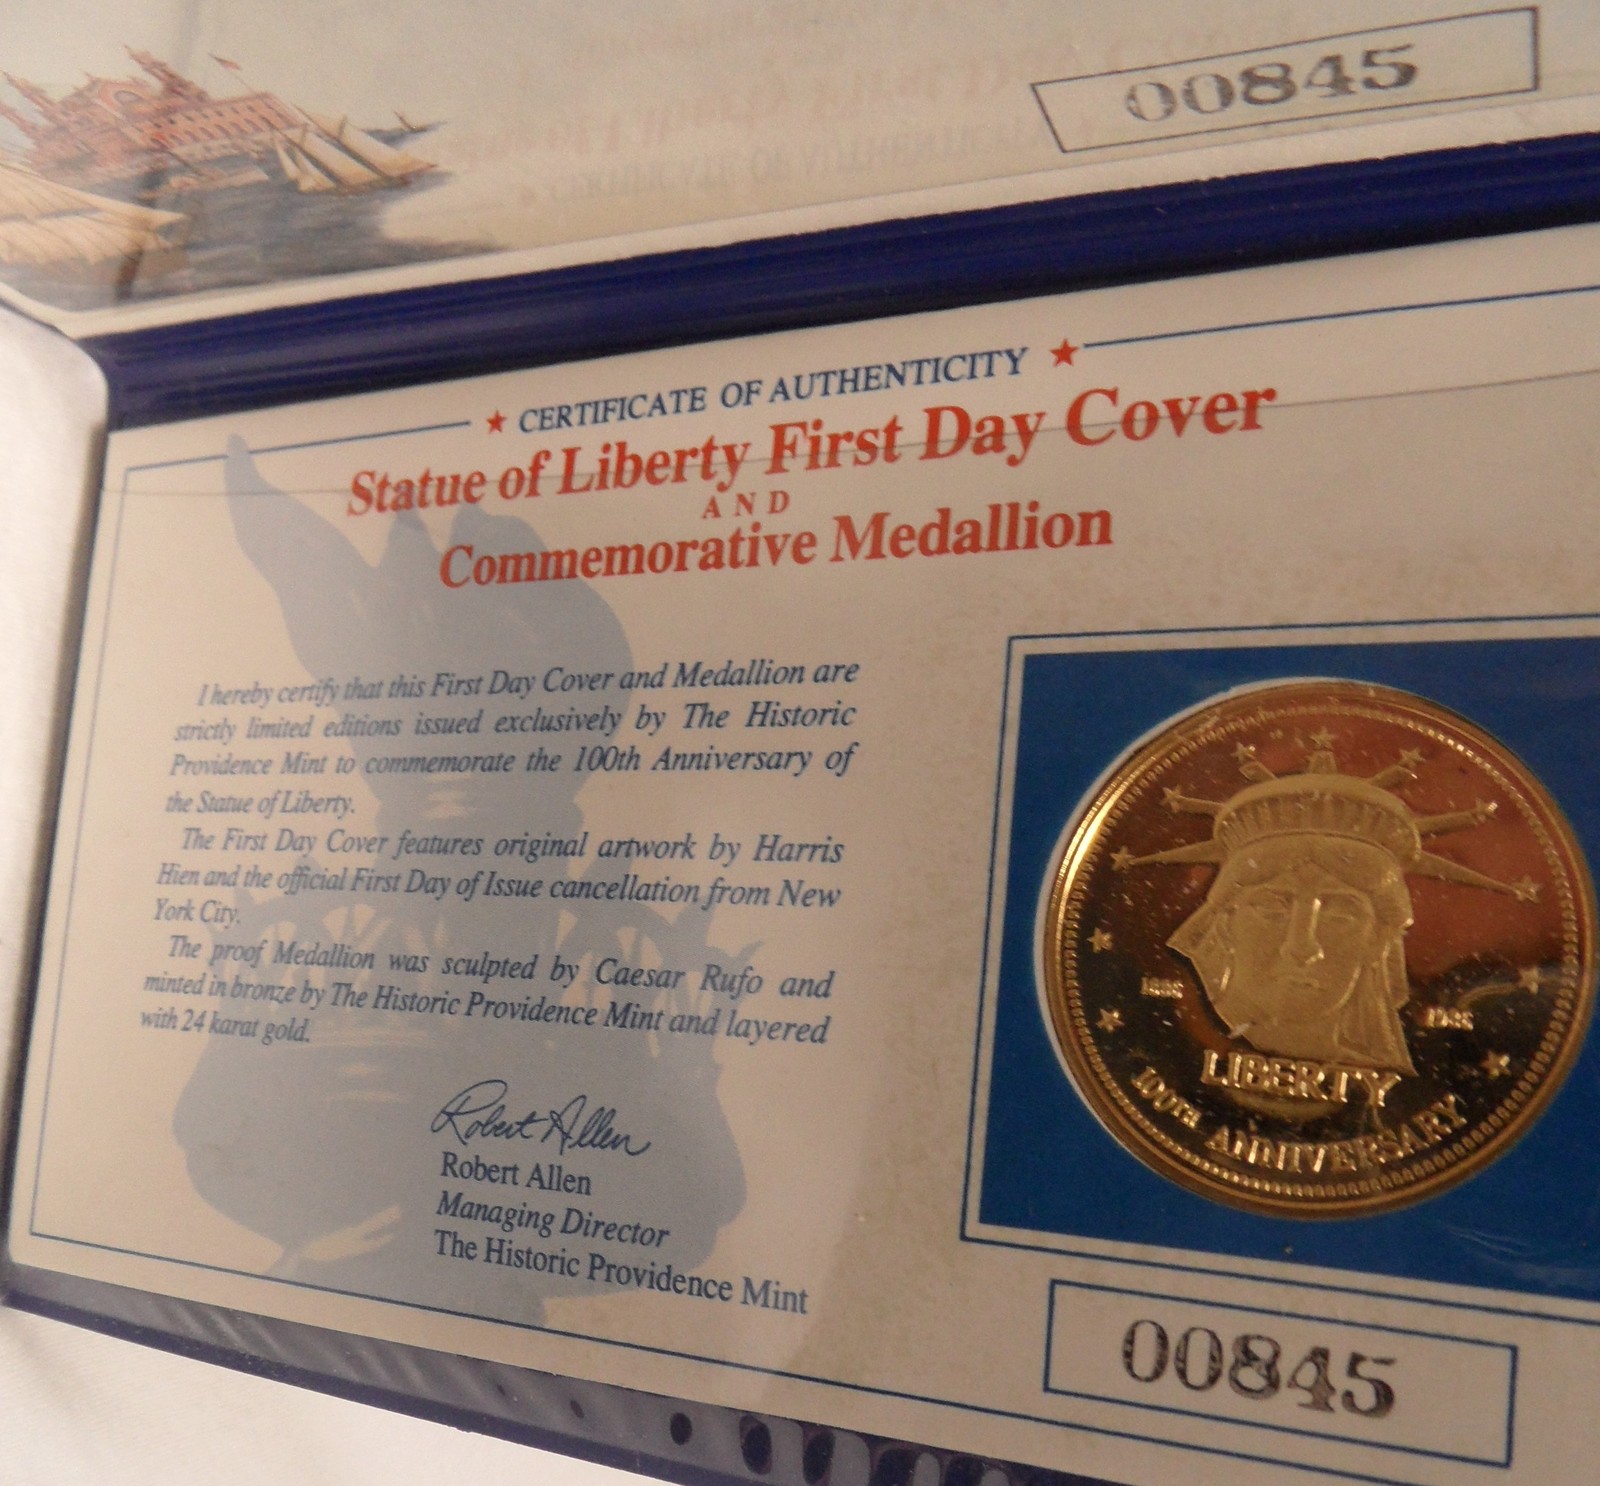 00845
CERTIFICATE OF AUTHENTICITY
Statue of Liberty First Day Cover
AND
Commemorative Medallion
I hereby certify that this First Day Cover and Medallion are
strictly limited editions issued exclusively by The Historic
Providence Mint to commemorate the 100th Anniversary of
the Statue of Liberty.
The First Day Cover features original artwork by Harris
Hien and the official First Day of Issue cancellation from New
York City.
The proof Medallion was sculpted by Caesar Rufo and
minted in bronze by The Historic Providence Mint and layered
with 24 karat gold.
Robert Allen
Robert Allen
Managing Director
The Historic Providence Mint
1886
1986
LIBERTY
100TH ANNIVERSARY
00845